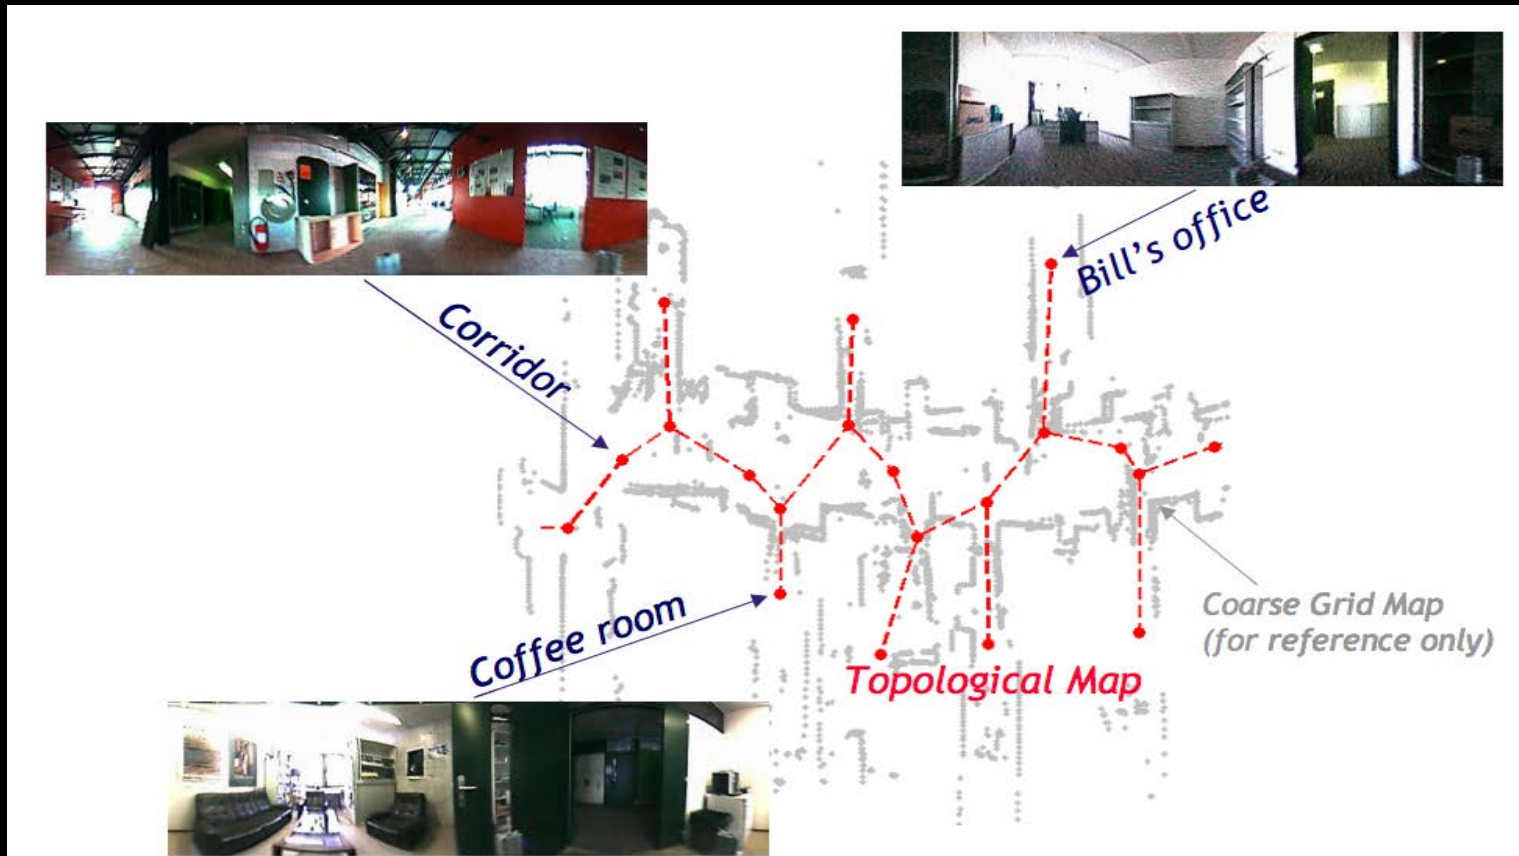 Bill's office
Corridor
Coffee room
Topological Map
Coarse Grid Map
(for reference only)